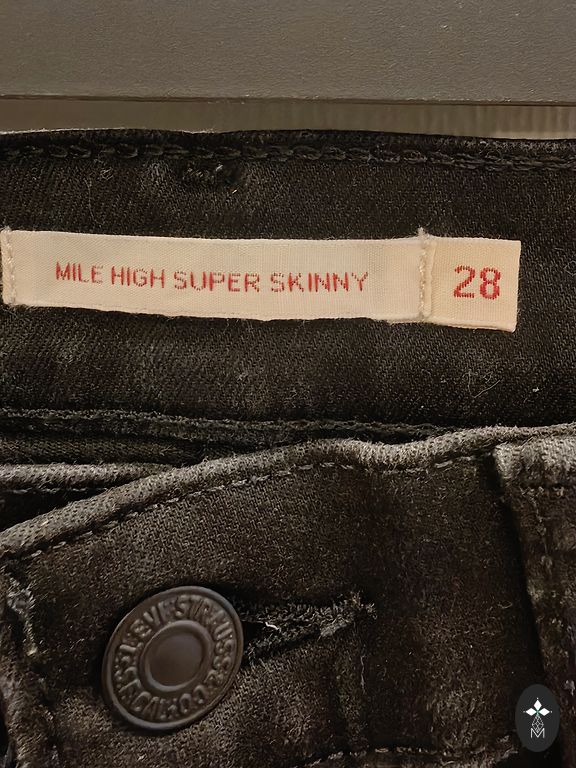 MILE HIGH SUPER SKINNY 28
LEVI STRAUSS & CO.
M